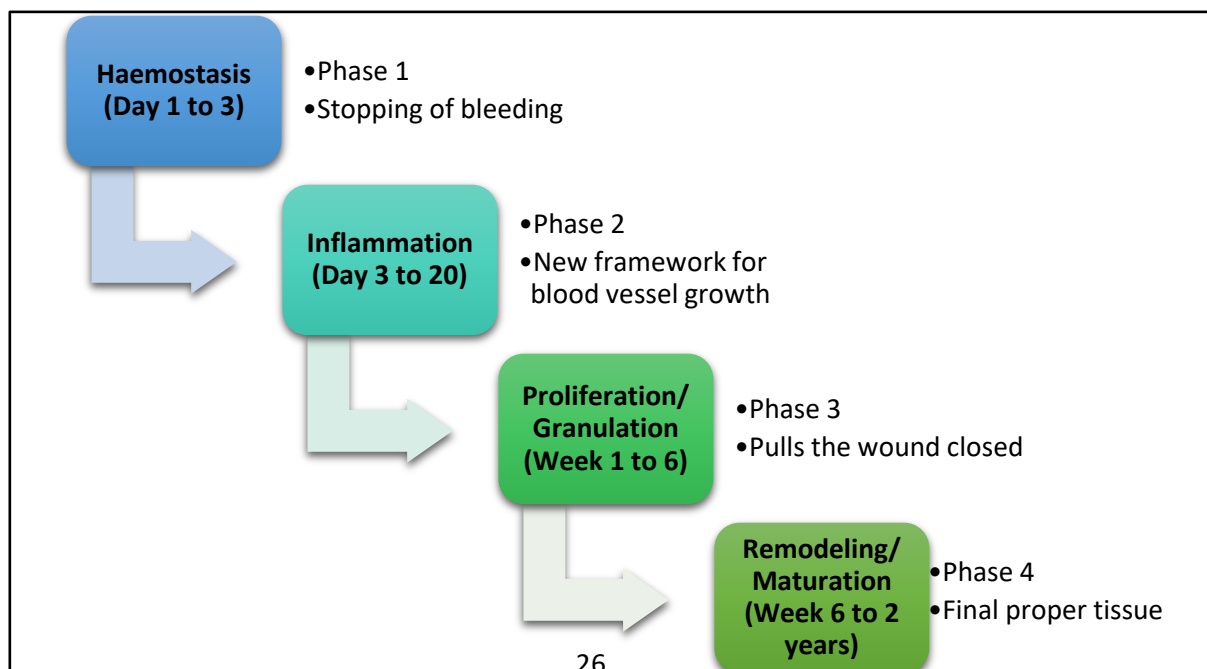 Haemostasis
(Day 1 to 3)
•Phase 1
•Stopping of bleeding
Inflammation
(Day 3 to 20)
•Phase 2
•New framework for
blood vessel growth
Proliferation/
Granulation
(Week 1 to 6)
•Phase 3
•Pulls the wound closed
Remodeling/
Maturation
(Week 6 to 2
years)
•Phase 4
•Final proper tissue
26